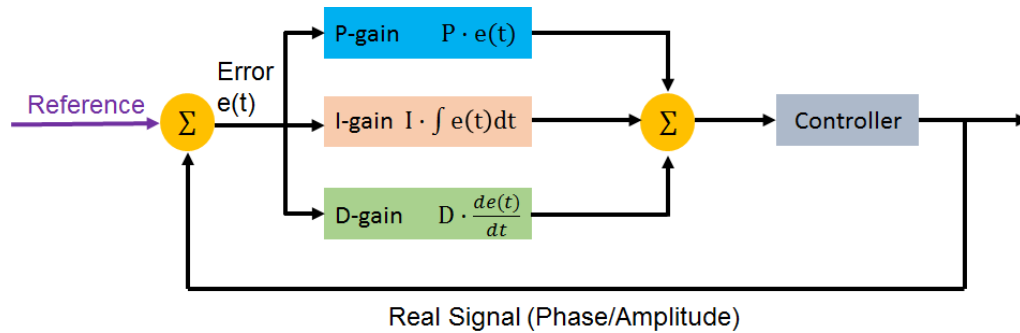 Reference
Σ
Error
e(t)
P-gain P · e(t)
I-gain I · ∫ e(t)dt
D-gain D · de(t)/dt
Σ
Controller
Real Signal (Phase/Amplitude)